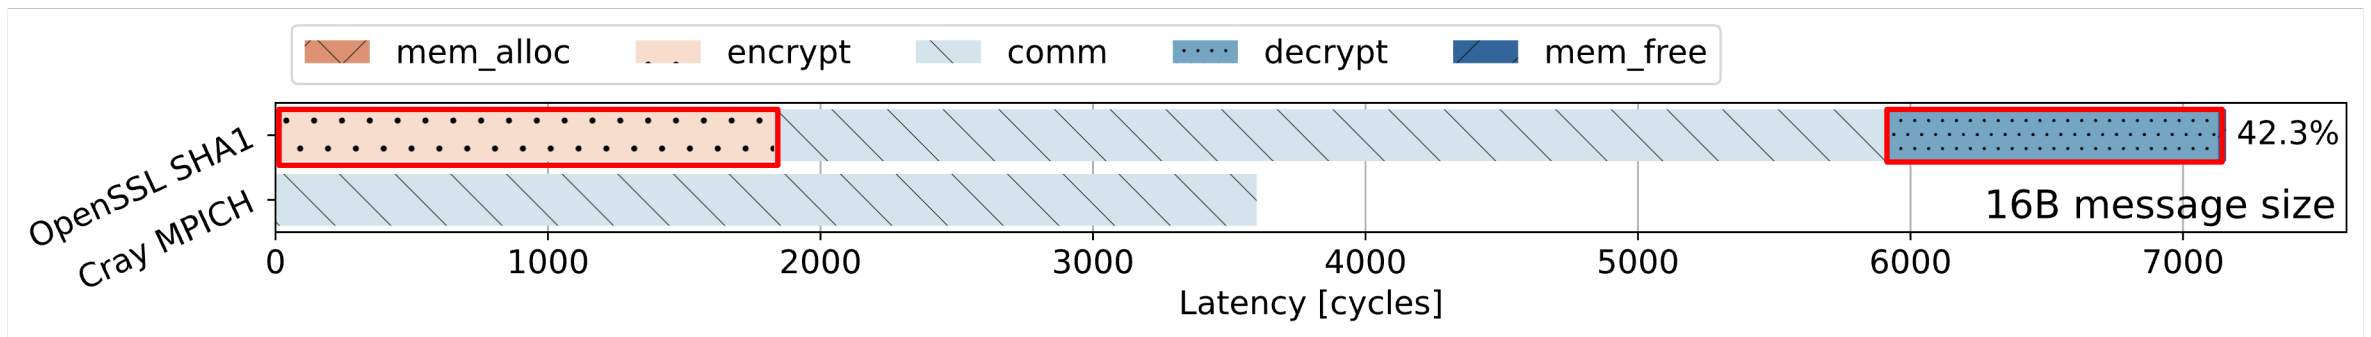 mem_alloc encrypt comm decrypt mem_free
OpenSSL SHA1
42.3%
Cray MPICH
16B message size
0 1000 2000 3000 4000 5000 6000 7000
Latency [cycles]